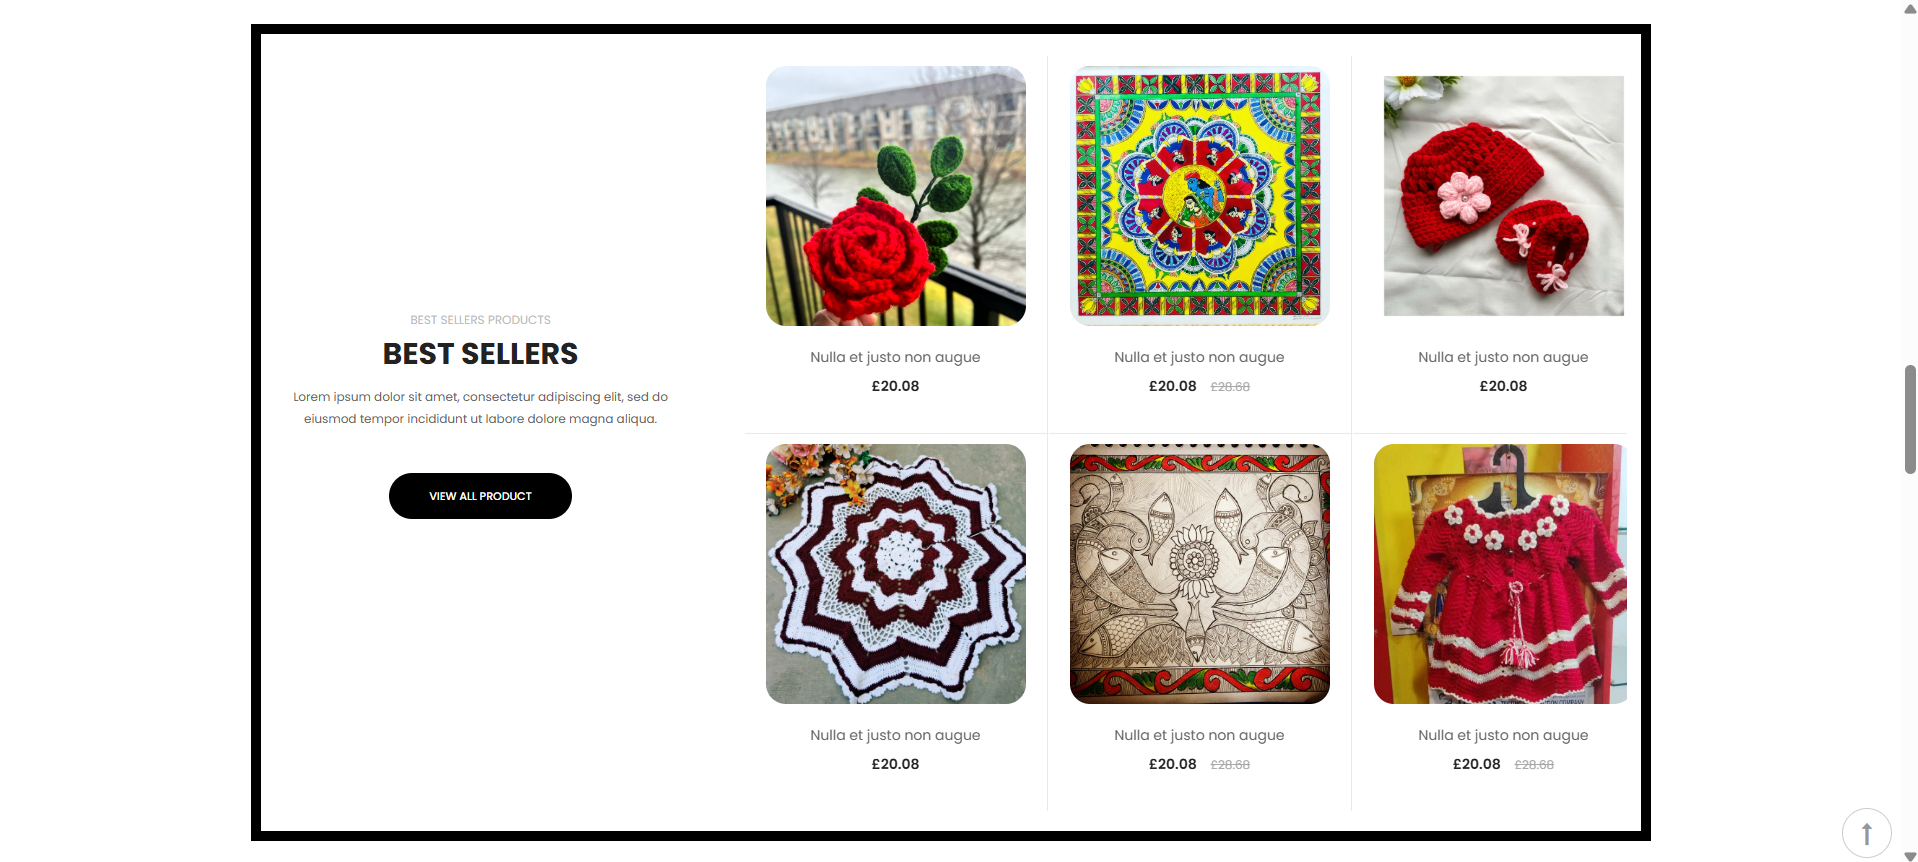 BEST SELLERS PRODUCTS
BEST SELLERS
Lorem ipsum dolor sit amet, consectetur adipiscing elit, sed do
eiusmod tempor incididunt ut labore dolore magna aliqua.
VIEW ALL PRODUCT
Nulla et justo non augue
£20.08
Nulla et justo non augue
£20.08 £28.68
Nulla et justo non augue
£20.08
Nulla et justo non augue
£20.08
Nulla et justo non augue
£20.08 £28.68
Nulla et justo non augue
£20.08 £28.68